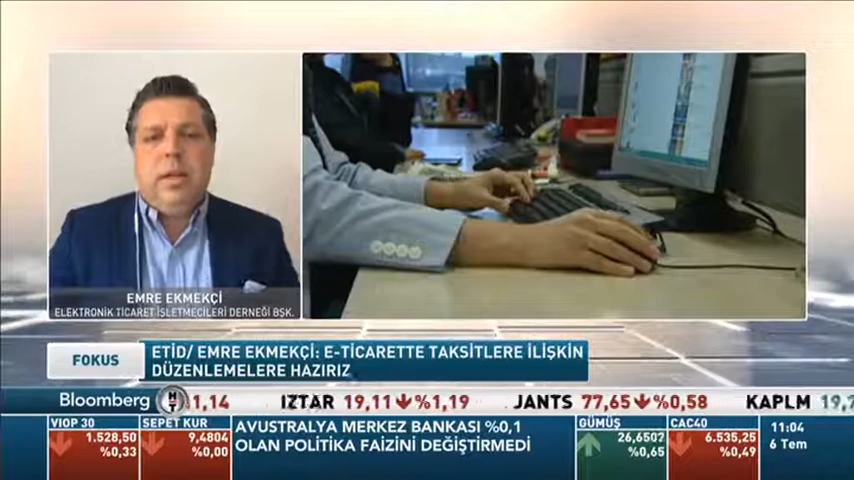 EMRE EKMEKÇİ
ELEKTRONİK TİCARET İŞLETMECİLERİ DERNEĞİ BŞK.
FOKUS
ETİD/ EMRE EKMEKÇİ: E-TİCARETTE TAKSİTLERE İLİŞKİN
DÜZENLEMELERE HAZIRIZ
Bloomberg HT 1,14 IZTAR 19,11 %1,19 JANTS 77,65 %0,58 KAPLM 19,7
VIOP 30
1.528,50
%0,33
SEPET KUR
9,4804
%0,00
AVUSTRALYA MERKEZ BANKASI %0,1
OLAN POLİTİKA FAİZİNİ DEĞİŞTİRMEDİ
GÜMÜŞ
26,6507
%0,65
CAC40
6.535,25
%0,49
11:04
6 Tem